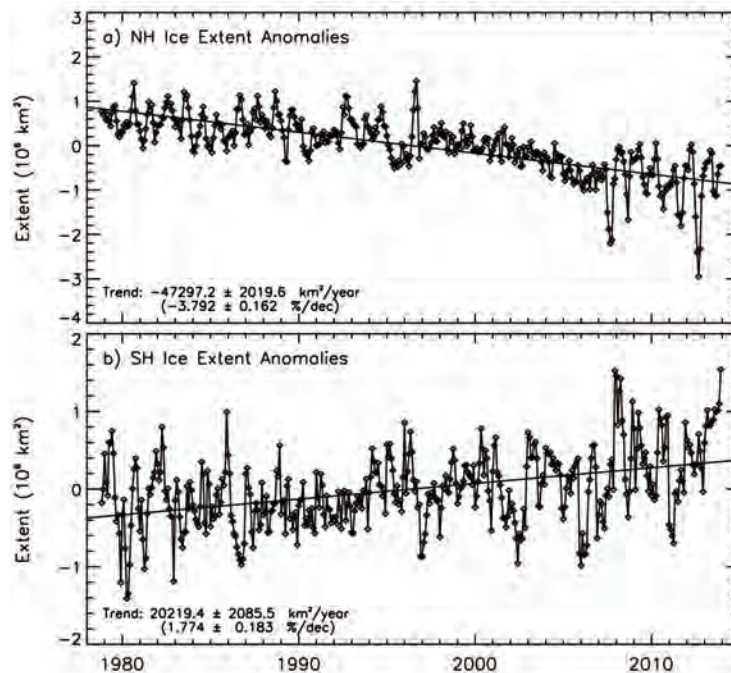 3
a) NH Ice Extent Anomalies
2
1
0
-1
-2
-3
-4
Extent (10⁶ km²)
Trend: -47297.2 ± 2019.6 km²/year
(-3.792 ± 0.162 %/dec)
2
b) SH Ice Extent Anomalies
1
0
-1
-2
Extent (10⁶ km²)
Trend: 20219.4 ± 2085.5 km²/year
(1.774 ± 0.183 %/dec)
1980 1990 2000 2010